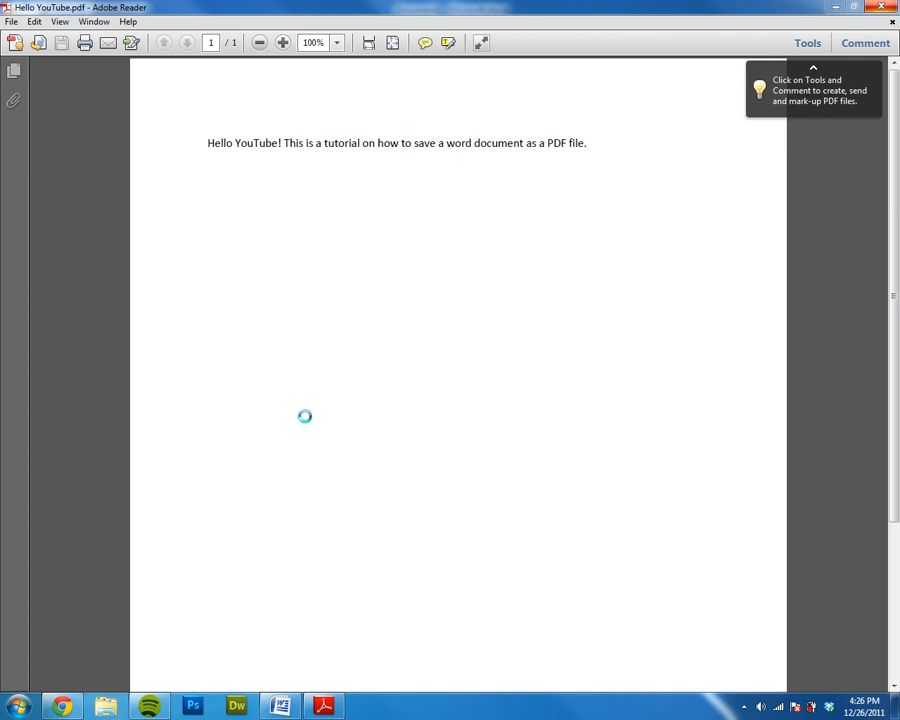 Hello YouTube.pdf - Adobe Reader
File Edit View Window Help
1 / 1 100% Tools Comment
Click on Tools and
Comment to create, send
and mark-up PDF files.
Hello YouTube! This is a tutorial on how to save a word document as a PDF file.
Ps Dw W
4:26 PM
12/26/2011